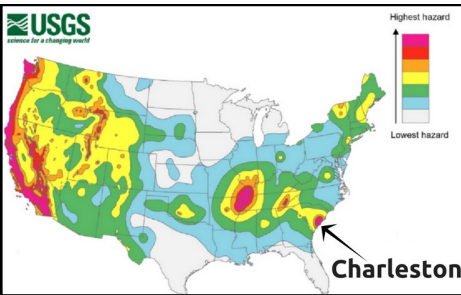 USGS
science for a changing world
Highest hazard
Lowest hazard
Charleston